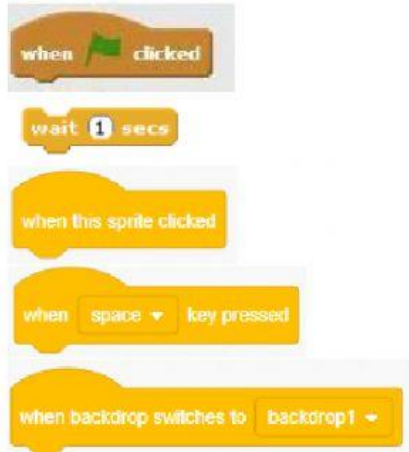 when clicked
wait 1 secs
when this sprite clicked
when space key pressed
when backdrop switches to backdrop1